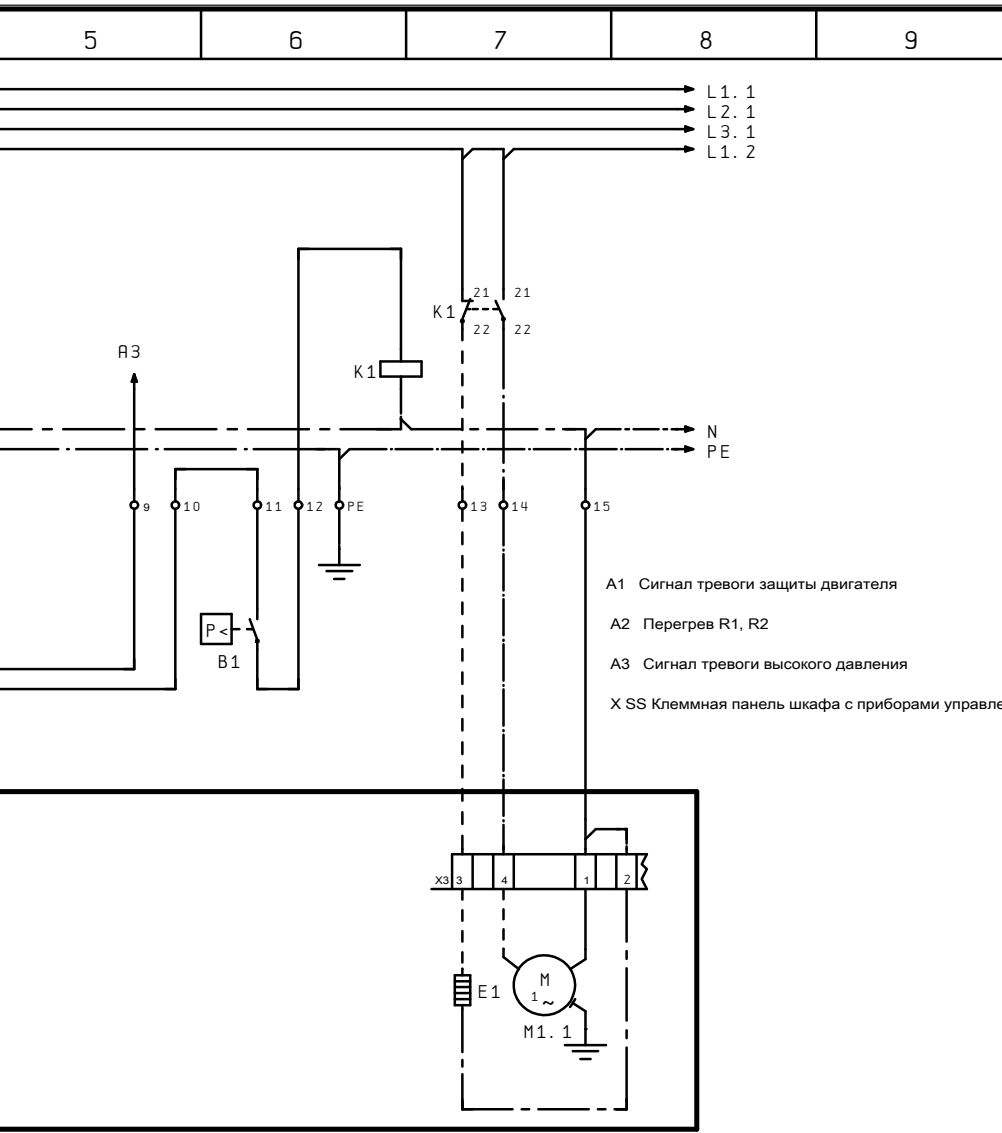 5 6 7 8 9
L1.1
L2.1
L3.1
L1.2
21 21
K1
22 22
A3
K1
N
PE
9 10 11 12 PE 13 14 15
A1 Сигнал тревоги защиты двигателя
P<
A2 Перегрев R1, R2
B1
A3 Сигнал тревоги высокого давления
X SS Клеммная панель шкафа с приборами управле
X3 3 4 1 2
M
E1
1 ~
M1.1